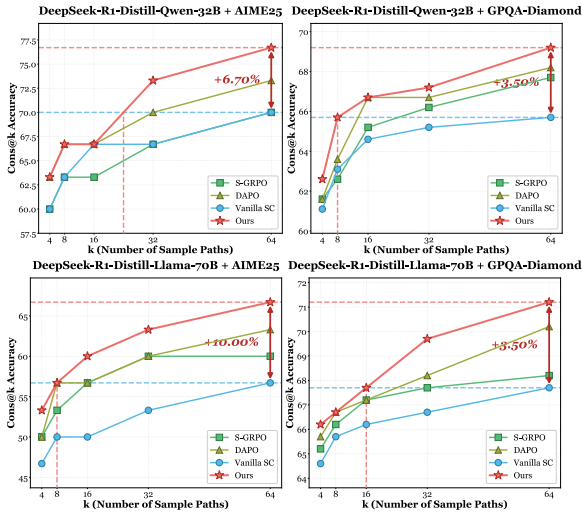 DeepSeek-R1-Distill-Qwen-32B + AIME25
Cons@k Accuracy
77.5
75.0
72.5
70.0
67.5
65.0
62.5
60.0
57.5
+6.70%
S-GRPO
DAPO
Vanilla SC
Ours
4 8 16 32 64
k (Number of Sample Paths)
DeepSeek-R1-Distill-Qwen-32B + GPQA-Diamond
Cons@k Accuracy
68
66
64
62
60
+3.50%
S-GRPO
DAPO
Vanilla SC
Ours
4 8 16 32 64
k (Number of Sample Paths)
DeepSeek-R1-Distill-Llama-70B + AIME25
Cons@k Accuracy
65
60
55
50
45
+10.00%
S-GRPO
DAPO
Vanilla SC
Ours
4 8 16 32 64
k (Number of Sample Paths)
DeepSeek-R1-Distill-Llama-70B + GPQA-Diamond
Cons@k Accuracy
72
71
70
69
68
67
66
65
64
+3.50%
S-GRPO
DAPO
Vanilla SC
Ours
4 8 16 32 64
k (Number of Sample Paths)